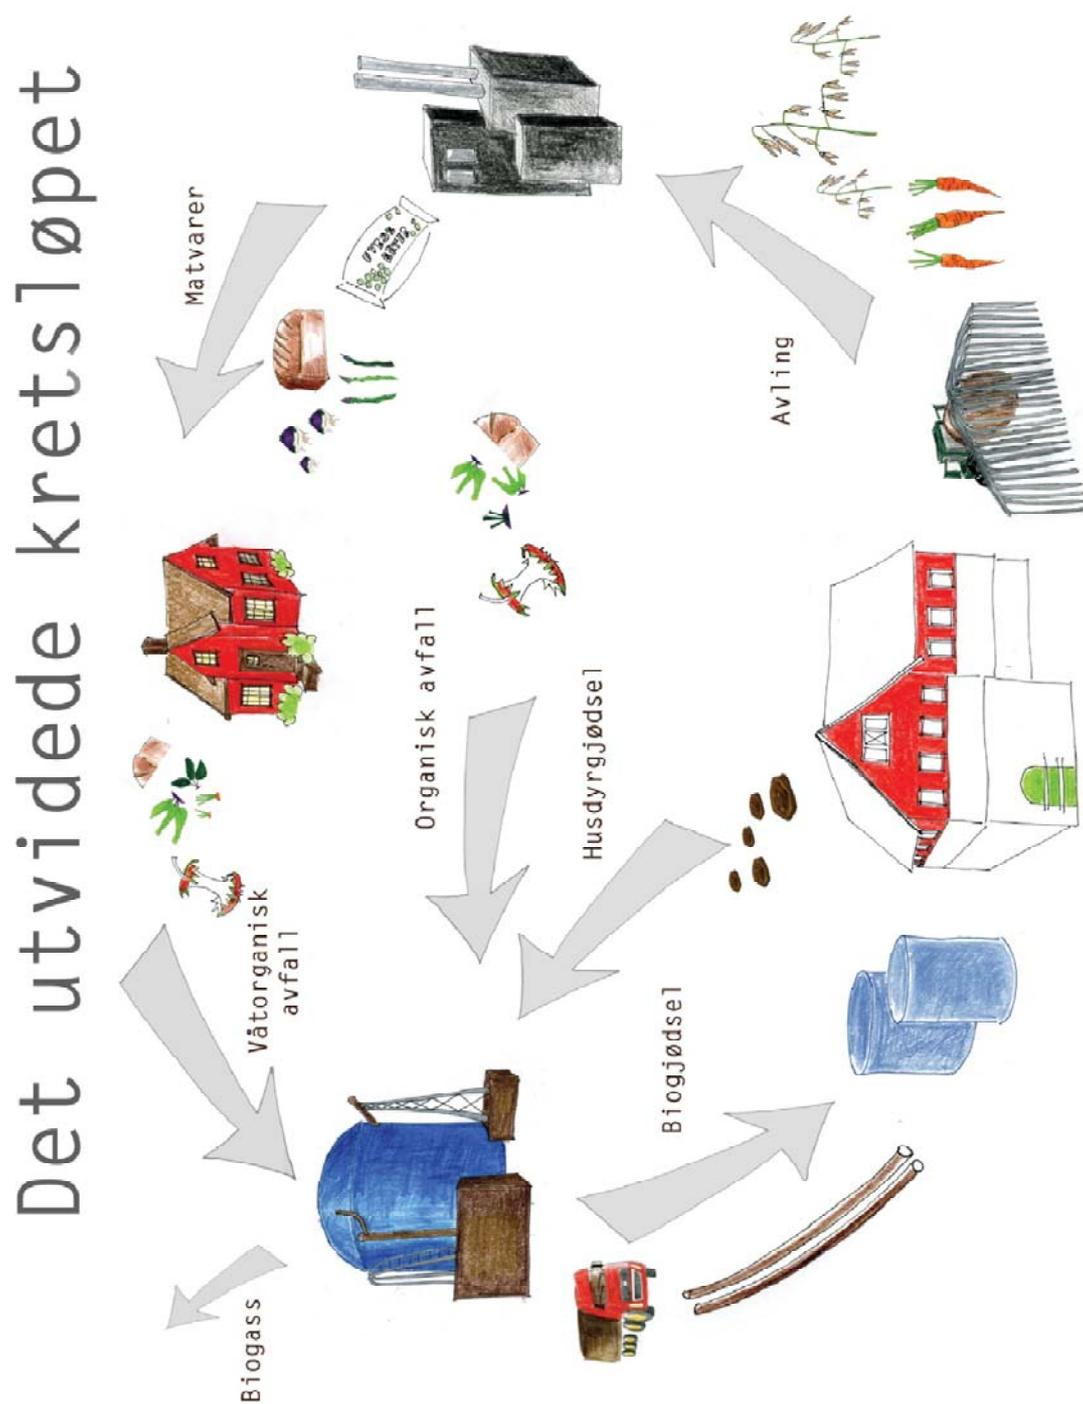 Det utvidede kretsløpet
Biogass
Våtorganisk
avfall
Matvarer
Organisk avfall
Husdyrgjødsel
Biogjødsel
Avling